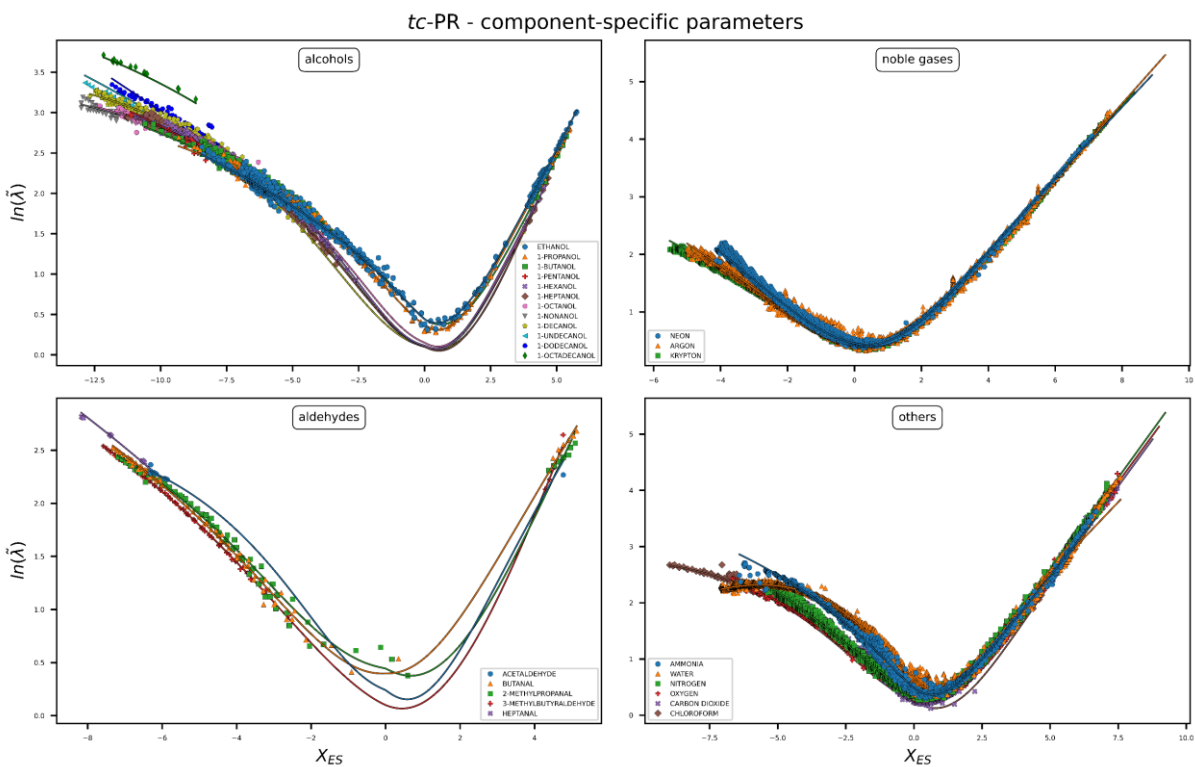 tc-PR - component-specific parameters
alcohols
ln(λ̃)
3.5
3.0
2.5
2.0
1.5
1.0
0.5
0.0
ETHANOL
1-PROPANOL
1-BUTANOL
1-PENTANOL
1-HEXANOL
1-HEPTANOL
1-OCTANOL
1-NONANOL
1-DECANOL
1-UNDECANOL
1-DODECANOL
1-OCTADECANOL
−12.5 −10.0 −7.5 −5.0 −2.5 0.0 2.5 5.0
noble gases
5
4
3
2
1
NEON
ARGON
KRYPTON
−6 −4 −2 0 2 4 6 8 10
aldehydes
ln(λ̃)
2.5
2.0
1.5
1.0
0.5
0.0
ACETALDEHYDE
BUTANAL
2-METHYLPROPANAL
3-METHYLBUTYRALDEHYDE
HEPTANAL
−8 −6 −4 −2 0 2 4
X_ES
others
5
4
3
2
1
0
AMMONIA
WATER
NITROGEN
OXYGEN
CARBON DIOXIDE
CHLOROFORM
−7.5 −5.0 −2.5 0.0 2.5 5.0 7.5 10.0
X_ES